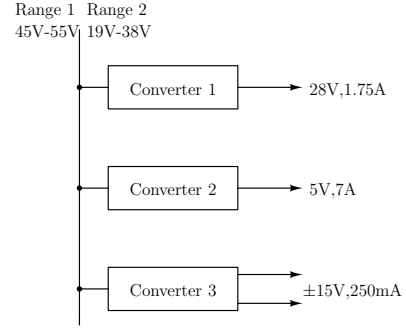 Range 1 Range 2
45V-55V 19V-38V
Converter 1
28V,1.75A
Converter 2
5V,7A
Converter 3
±15V,250mA